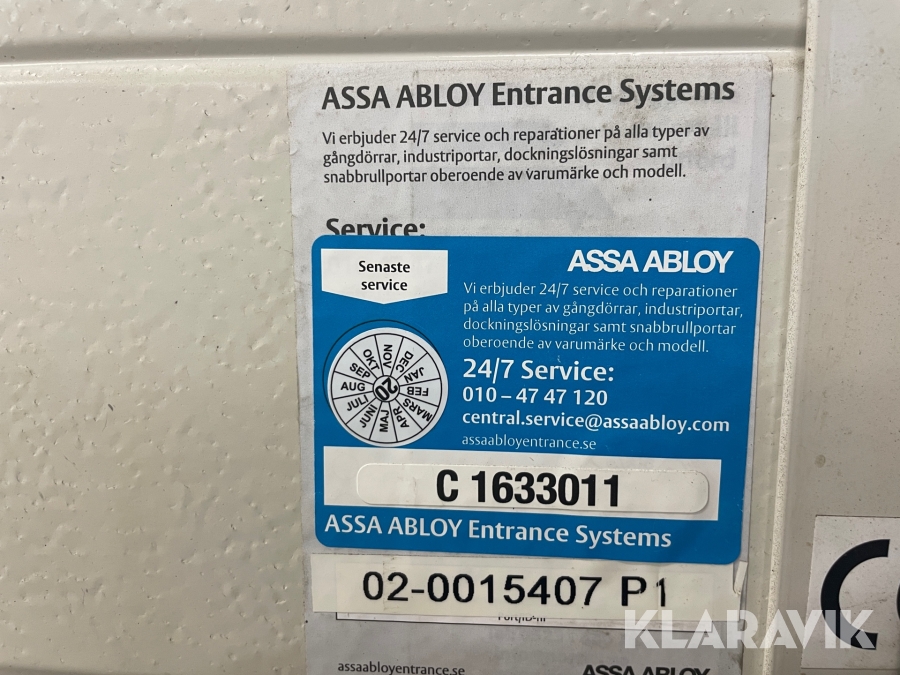 ASSA ABLOY Entrance Systems
Vi erbjuder 24/7 service och reparationer på alla typer av
gångdörrar, industriportar, dockningslösningar samt
snabbrullportar oberoende av varumärke och modell.
Service:
Senaste
service
ASSA ABLOY
Vi erbjuder 24/7 service och reparationer
på alla typer av gångdörrar, industriportar,
dockningslösningar samt snabbrullportar
oberoende av varumärke och modell.
24/7 Service:
010 – 47 47 120
central.service@assaabloy.com
assaabloyentrance.se
JAN
FEB
MARS
APR
MAJ
JUNI
JULI
AUG
SEP
OKT
NOV
DEC
20
C 1633011
ASSA ABLOY Entrance Systems
02-0015407 P1
KLARAVIK
assaabloyentrance.se
ASSA ABLOY